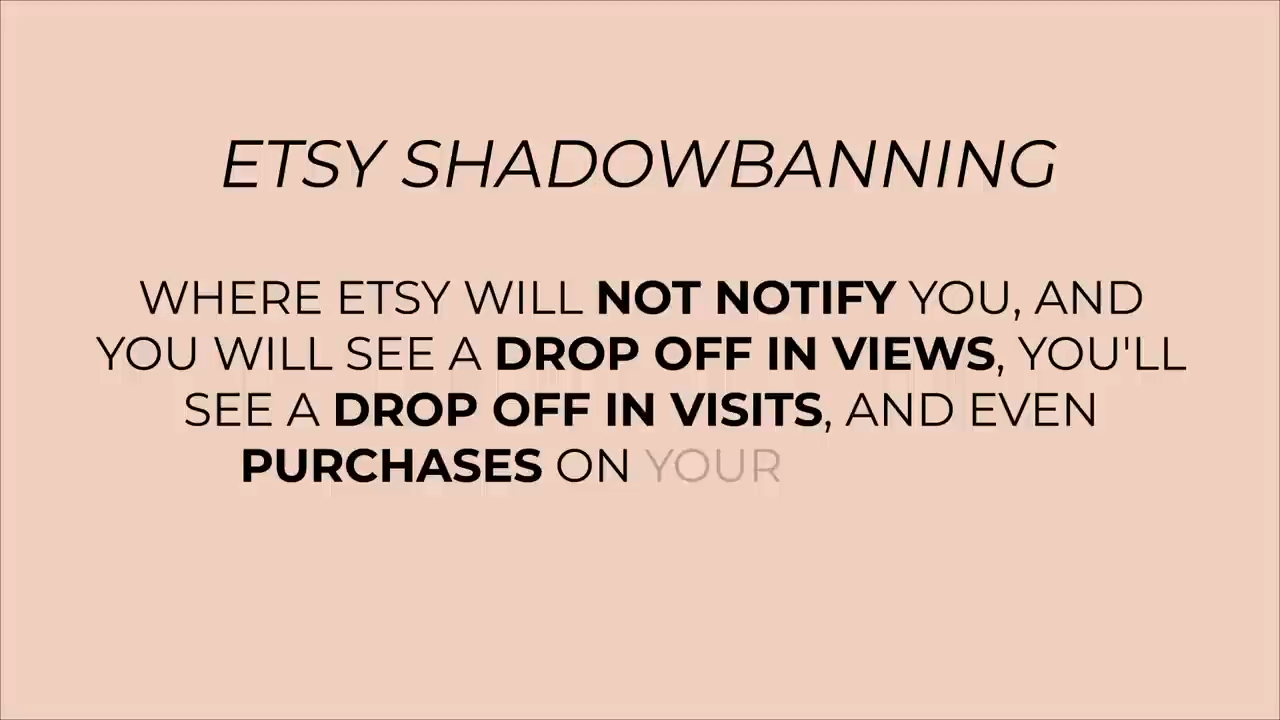 ETSY SHADOWBANNING
WHERE ETSY WILL NOT NOTIFY YOU, AND
YOU WILL SEE A DROP OFF IN VIEWS, YOU'LL
SEE A DROP OFF IN VISITS, AND EVEN
PURCHASES ON YOUR